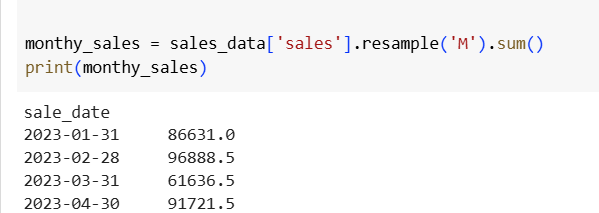 monthy_sales = sales_data['sales'].resample('M').sum()
print(monthy_sales)
sale_date
2023-01-31     86631.0
2023-02-28     96888.5
2023-03-31     61636.5
2023-04-30     91721.5